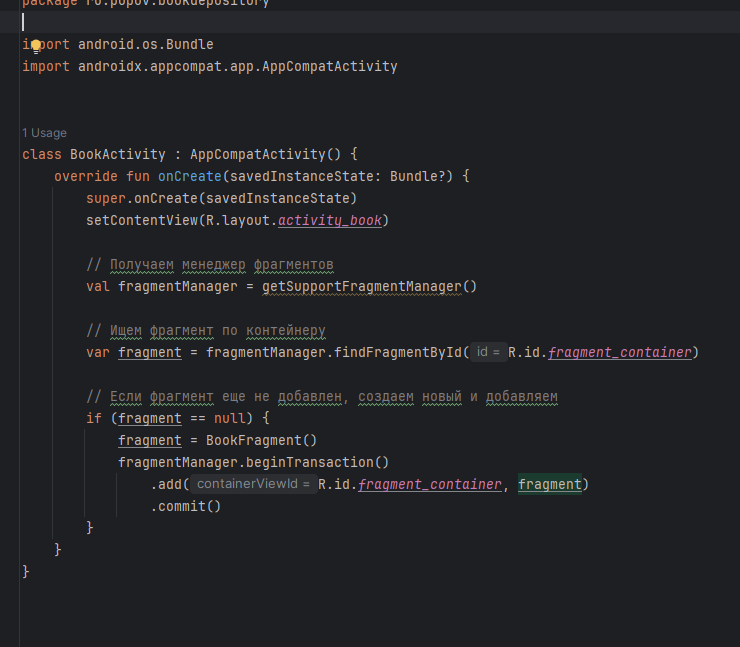 package ru.popov.bookdepository
import android.os.Bundle
import androidx.appcompat.app.AppCompatActivity
1 Usage
class BookActivity : AppCompatActivity() {
override fun onCreate(savedInstanceState: Bundle?) {
super.onCreate(savedInstanceState)
setContentView(R.layout.activity_book)
// Получаем менеджер фрагментов
val fragmentManager = getSupportFragmentManager()
// Ищем фрагмент по контейнеру
var fragment = fragmentManager.findFragmentById( id = R.id.fragment_container)
// Если фрагмент еще не добавлен, создаем новый и добавляем
if (fragment == null) {
fragment = BookFragment()
fragmentManager.beginTransaction()
.add( containerViewId = R.id.fragment_container, fragment)
.commit()
}
}
}